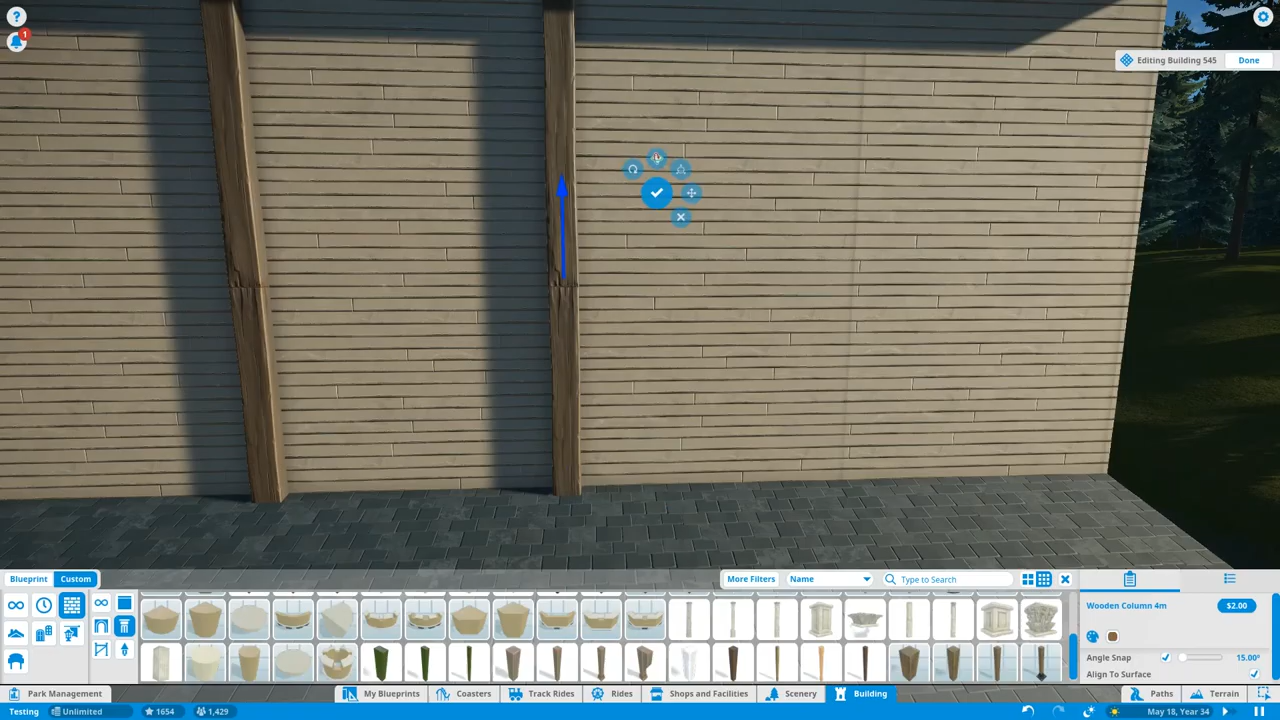 ?
1
Editing Building 545
Done
Blueprint
Custom
More Filters
Name
Type to Search
Wooden Column 4m
$2.00
Angle Snap
15.00°
Align To Surface
Park Management
My Blueprints
Coasters
Track Rides
Rides
Shops and Facilities
Scenery
Building
Paths
Terrain
Testing
Unlimited
1654
1,429
May 18, Year 34